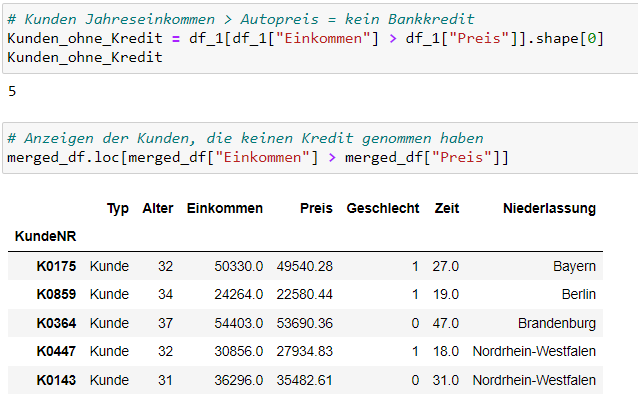 # Kunden Jahreseinkommen > Autopreis = kein Bankkredit
Kunden_ohne_Kredit = df_1[df_1["Einkommen"] > df_1["Preis"]].shape[0]
Kunden_ohne_Kredit
5
# Anzeigen der Kunden, die keinen Kredit genommen haben
merged_df.loc[merged_df["Einkommen"] > merged_df["Preis"]]
Typ Alter Einkommen Preis Geschlecht Zeit Niederlassung
KundeNR
K0175 Kunde 32 50330.0 49540.28 1 27.0 Bayern
K0859 Kunde 34 24264.0 22580.44 1 19.0 Berlin
K0364 Kunde 37 54403.0 53690.36 0 47.0 Brandenburg
K0447 Kunde 32 30856.0 27934.83 1 18.0 Nordrhein-Westfalen
K0143 Kunde 31 36296.0 35482.61 0 31.0 Nordrhein-Westfalen